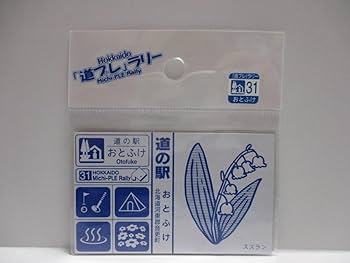 Hokkaido
「道プレ」ラリー
Michi-PLE Rally
「道プレ」ラリー
31
おとふけ
道の駅
おとふけ
Otofuke
31 HOKKAIDO
Michi-PLE Rally
道の駅 おとふけ
北海道河東郡音更町
スズラン